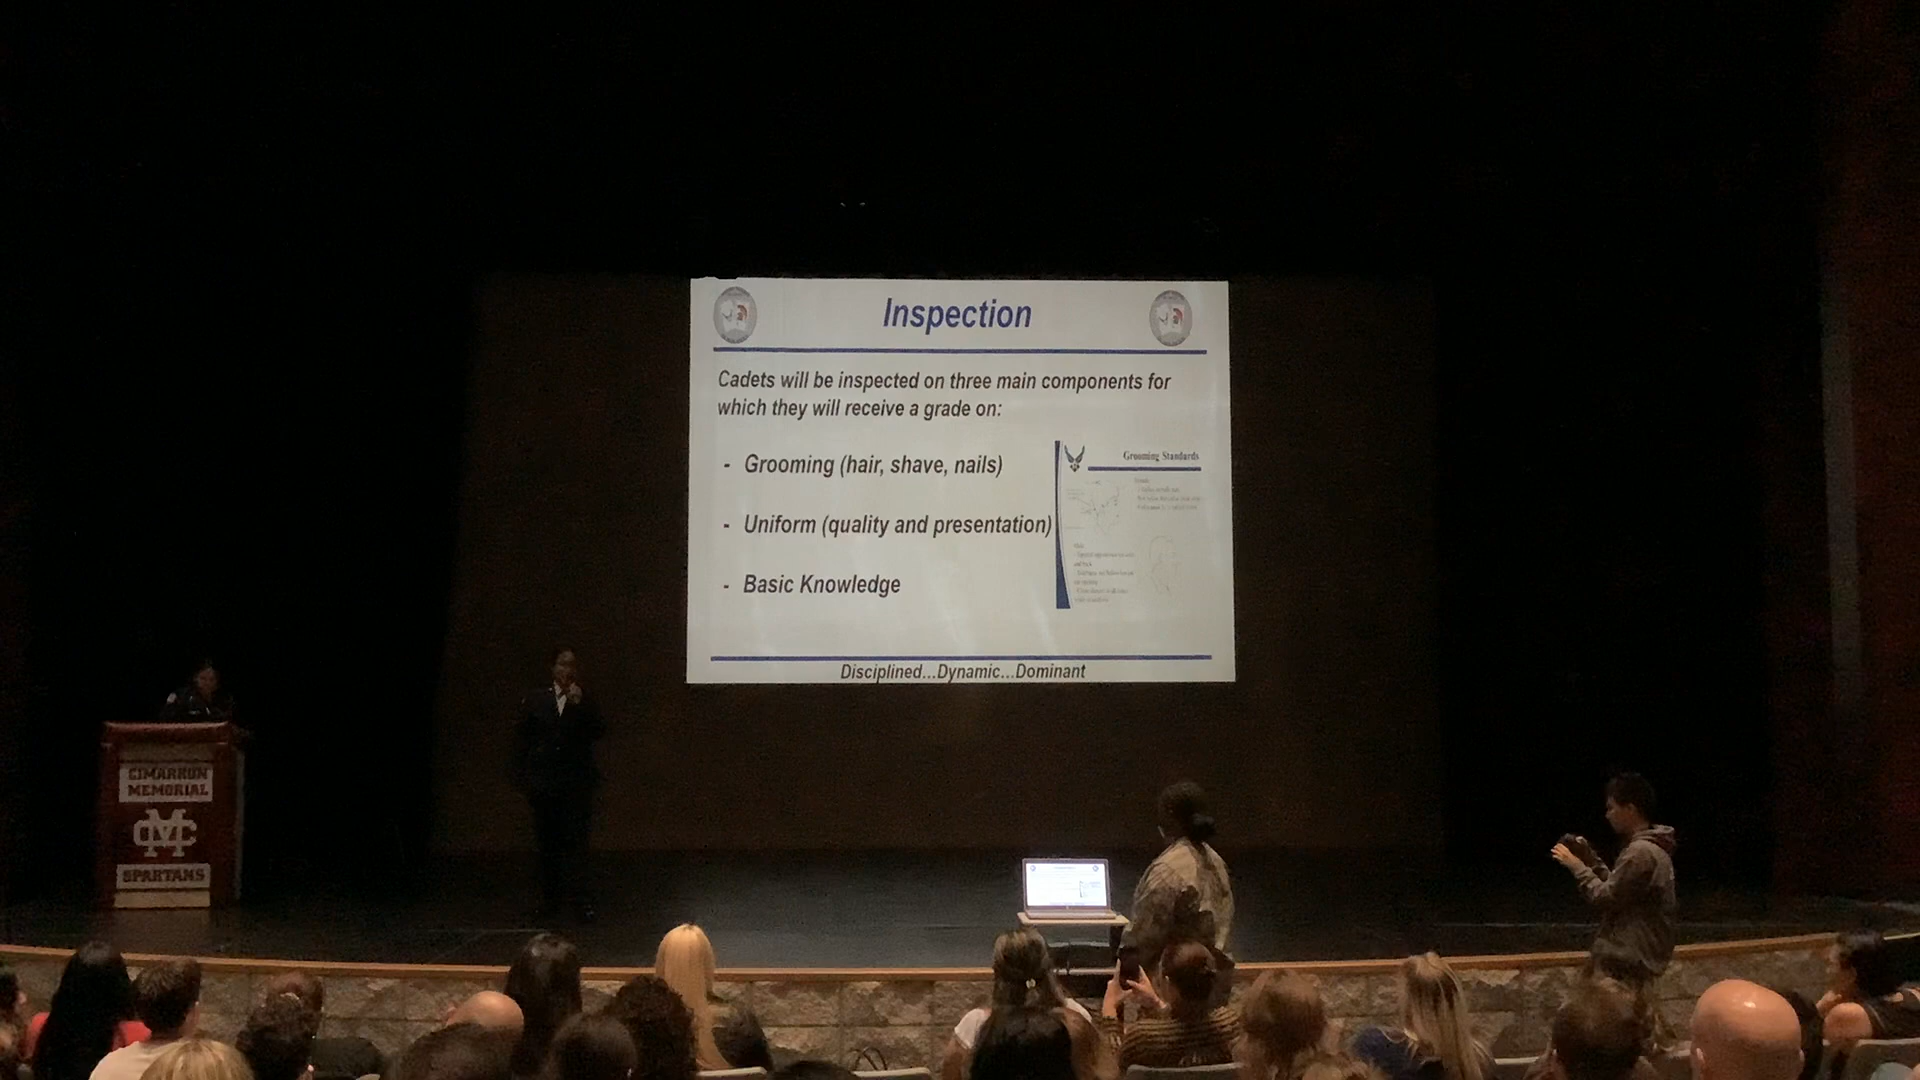 Inspection
Cadets will be inspected on three main components for
which they will receive a grade on:
- Grooming (hair, shave, nails)
- Uniform (quality and presentation)
- Basic Knowledge
Grooming Standards
Disciplined...Dynamic...Dominant
CIMARRON
MEMORIAL
CM
SPARTANS